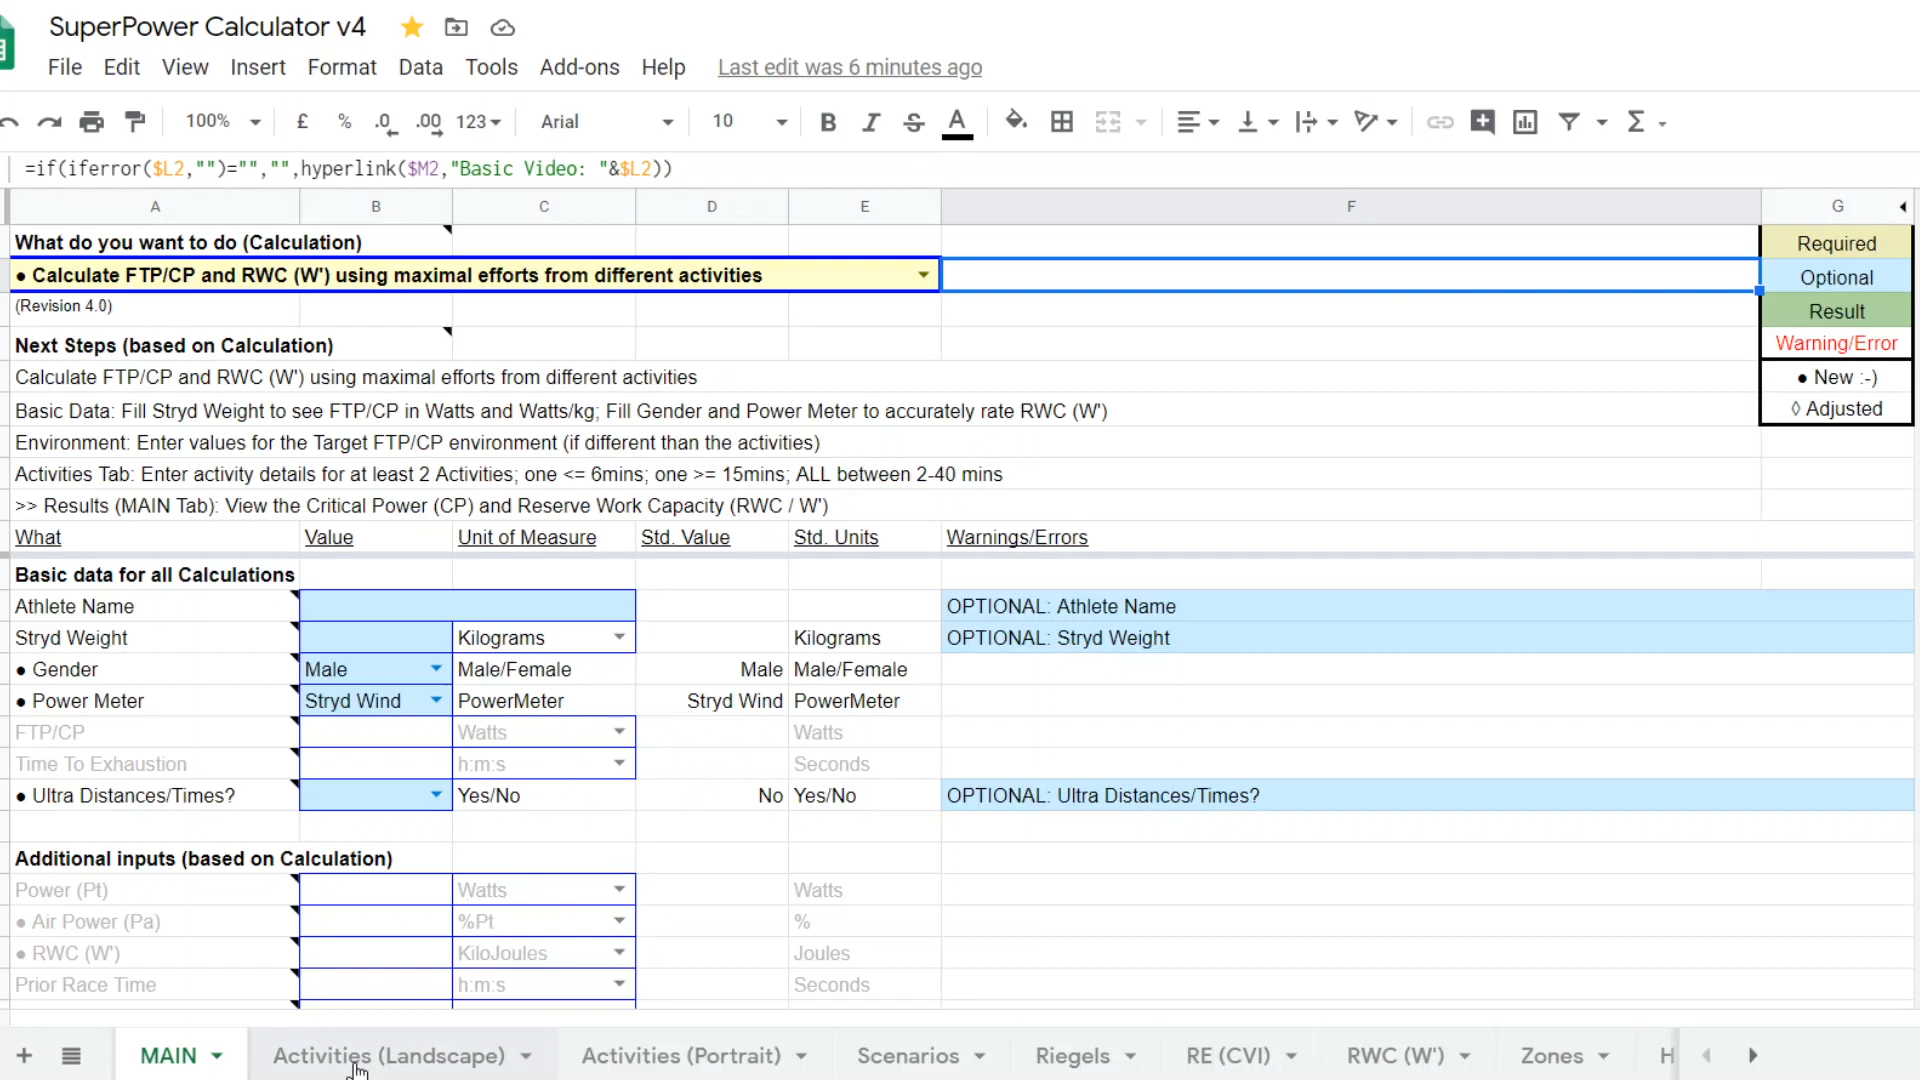 SuperPower Calculator v4
File Edit View Insert Format Data Tools Add-ons Help Last edit was 6 minutes ago
100% £ % .0 .00 123 Arial 10 B I S A Σ
=if(iferror($L2,"")="","",hyperlink($M2,"Basic Video: "&$L2))
A B C D E F G
What do you want to do (Calculation) Required
● Calculate FTP/CP and RWC (W') using maximal efforts from different activities Optional
(Revision 4.0) Result
Next Steps (based on Calculation) Warning/Error
Calculate FTP/CP and RWC (W') using maximal efforts from different activities ● New :-)
Basic Data: Fill Stryd Weight to see FTP/CP in Watts and Watts/kg; Fill Gender and Power Meter to accurately rate RWC (W') ◊ Adjusted
Environment: Enter values for the Target FTP/CP environment (if different than the activities)
Activities Tab: Enter activity details for at least 2 Activities; one <= 6mins; one >= 15mins; ALL between 2-40 mins
>> Results (MAIN Tab): View the Critical Power (CP) and Reserve Work Capacity (RWC / W')
What Value Unit of Measure Std. Value Std. Units Warnings/Errors
Basic data for all Calculations
Athlete Name OPTIONAL: Athlete Name
Stryd Weight Kilograms Kilograms OPTIONAL: Stryd Weight
● Gender Male Male/Female Male Male/Female
● Power Meter Stryd Wind PowerMeter Stryd Wind PowerMeter
FTP/CP Watts Watts
Time To Exhaustion h:m:s Seconds
● Ultra Distances/Times? Yes/No No Yes/No OPTIONAL: Ultra Distances/Times?
Additional inputs (based on Calculation)
Power (Pt) Watts Watts
● Air Power (Pa) %Pt %
● RWC (W') KiloJoules Joules
Prior Race Time h:m:s Seconds
+ MAIN Activities (Landscape) Activities (Portrait) Scenarios Riegels RE (CVI) RWC (W') Zones H